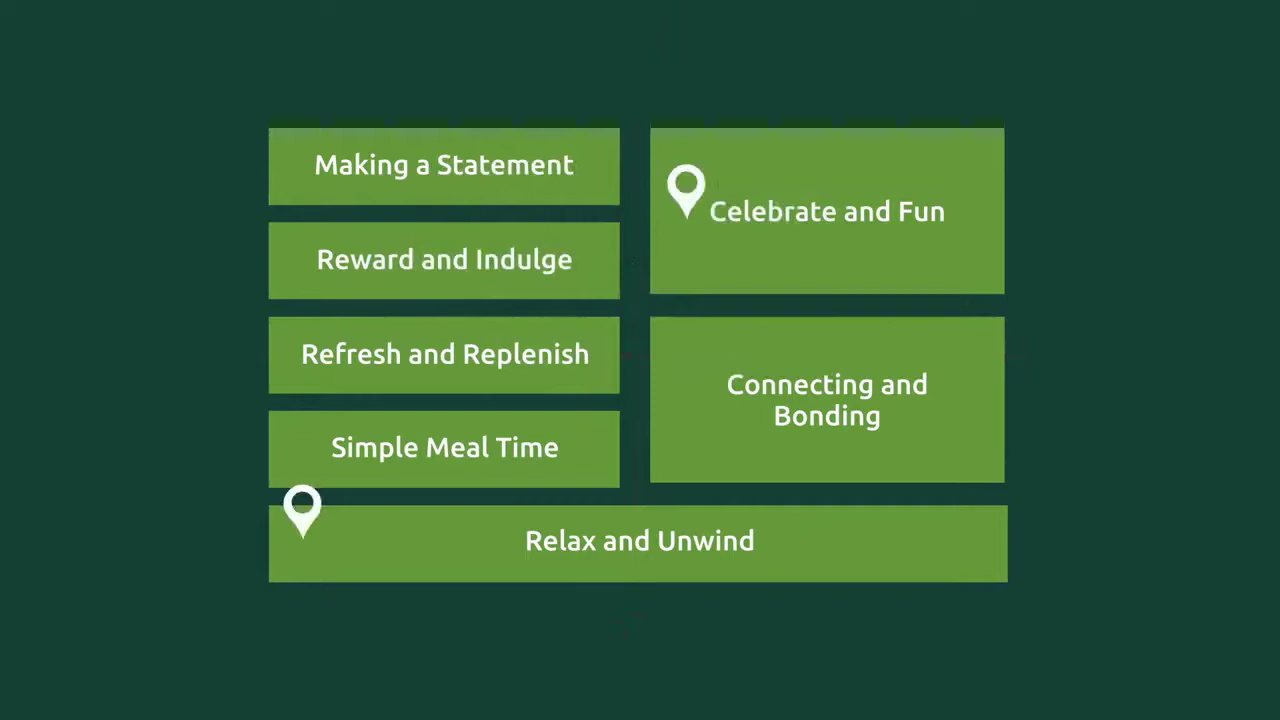 Making a Statement
Reward and Indulge
Refresh and Replenish
Simple Meal Time
Celebrate and Fun
Connecting and
Bonding
Relax and Unwind